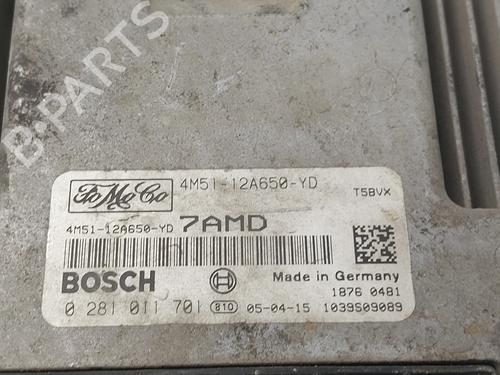 B-PARTS
FoMoCo
4M51-12A650-YD
T5BVX
4M51-12A650-YD 7AMD
BOSCH
Made in Germany
1876 0481
0 281 011 701 810 05-04-15 1039S09089